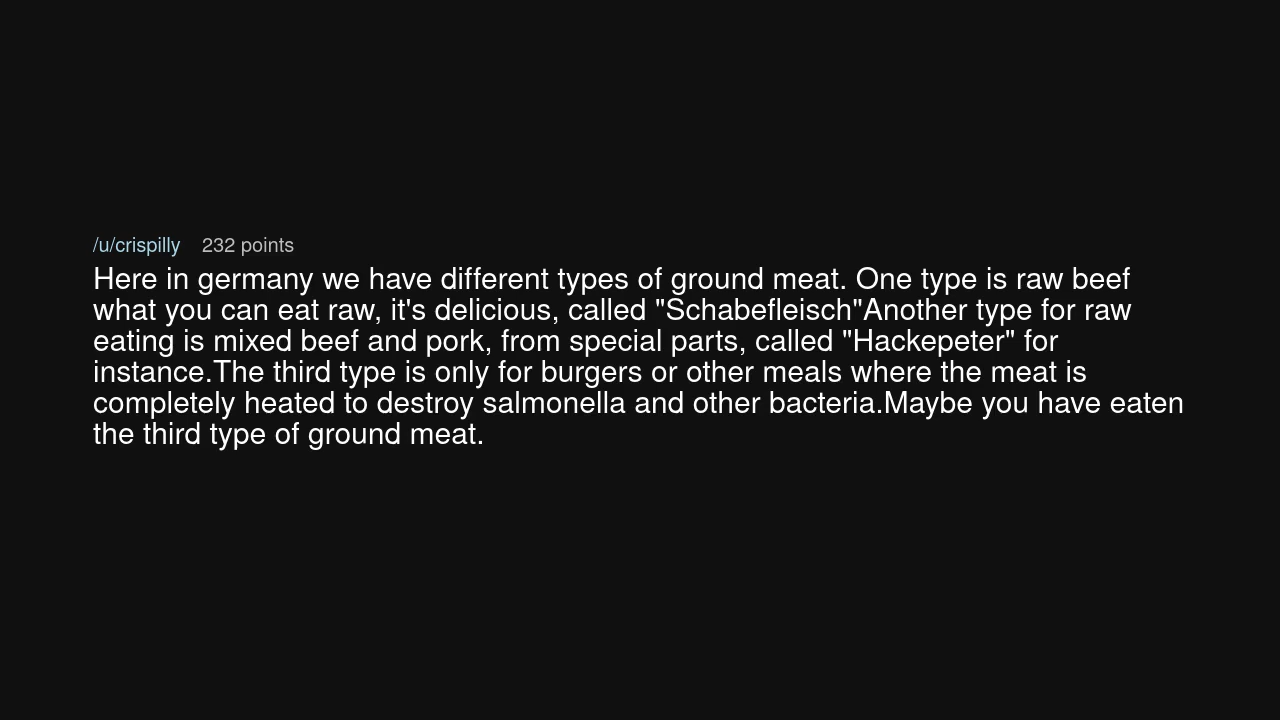 /u/crispilly 232 points
Here in germany we have different types of ground meat. One type is raw beef
what you can eat raw, it's delicious, called "Schabefleisch"Another type for raw
eating is mixed beef and pork, from special parts, called "Hackepeter" for
instance.The third type is only for burgers or other meals where the meat is
completely heated to destroy salmonella and other bacteria.Maybe you have eaten
the third type of ground meat.